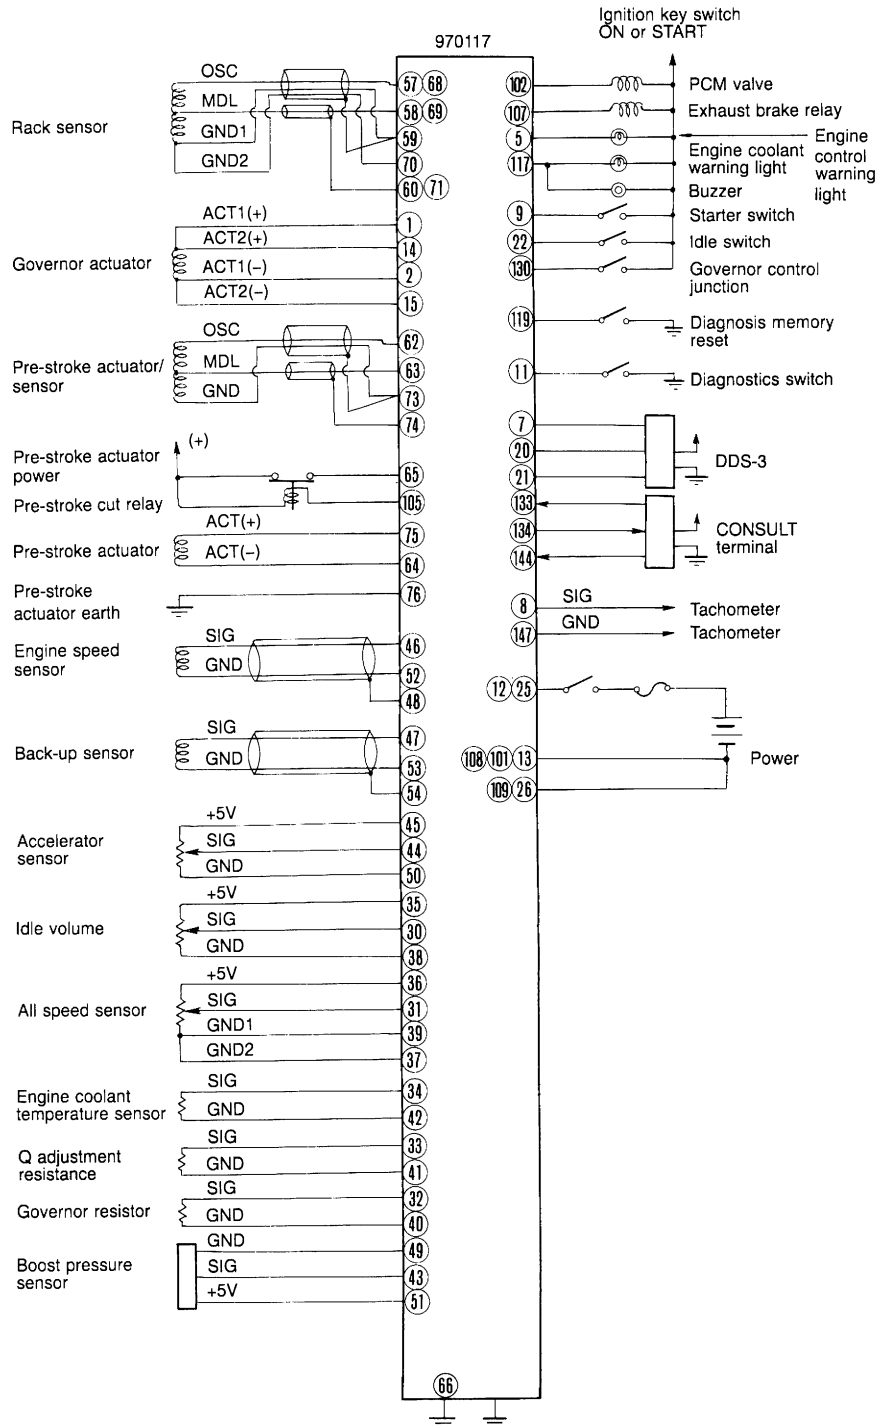 Ignition key switch
ON or START
970117
Rack sensor
OSC
57 68
MDL
58 69
GND1
59
GND2
70
60 71
Governor actuator
ACT1(+)
1
ACT2(+)
14
ACT1(−)
2
ACT2(−)
15
Pre-stroke actuator/
sensor
OSC
62
MDL
63
GND
73
74
(+)
Pre-stroke actuator
power
65
Pre-stroke cut relay
105
Pre-stroke actuator
ACT(+)
75
ACT(−)
64
Pre-stroke
actuator earth
76
Engine speed
sensor
SIG
46
GND
52
48
Back-up sensor
SIG
47
GND
53
54
Accelerator
sensor
+5V
45
SIG
44
GND
50
Idle volume
+5V
35
SIG
30
GND
38
All speed sensor
+5V
36
SIG
31
GND1
39
GND2
37
Engine coolant
temperature sensor
SIG
34
GND
42
Q adjustment
resistance
SIG
33
GND
41
Governor resistor
SIG
32
GND
40
Boost pressure
sensor
GND
49
SIG
43
+5V
51
66
102
PCM valve
107
Exhaust brake relay
5
Engine
control
warning
light
117
Engine coolant
warning light
Buzzer
9
Starter switch
22
Idle switch
130
Governor control
junction
119
Diagnosis memory
reset
11
Diagnostics switch
7
20
21
DDS-3
133
134
144
CONSULT
terminal
8
SIG
Tachometer
147
GND
Tachometer
12 25
108 101 13
Power
109 26